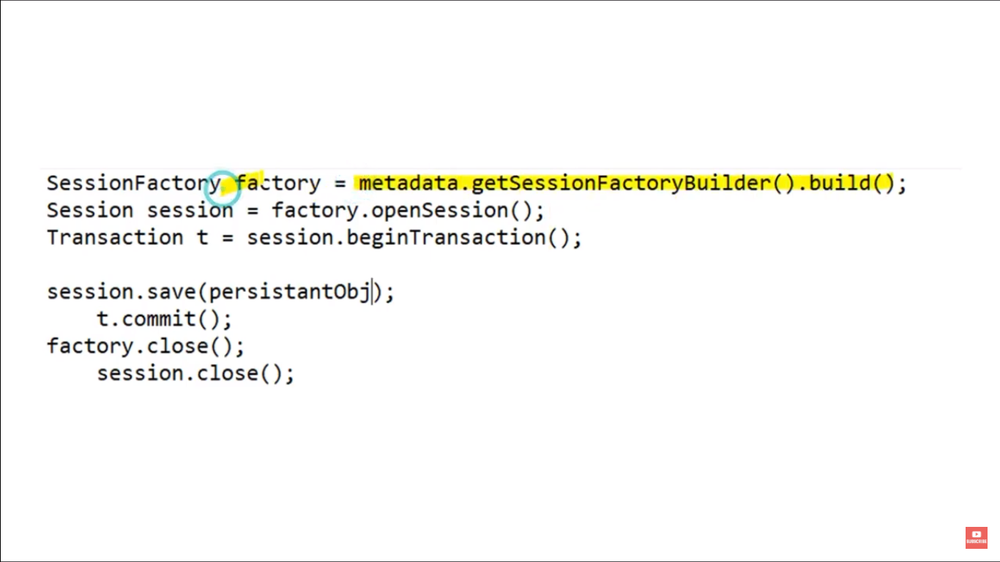 SessionFactory factory = metadata.getSessionFactoryBuilder().build();
Session session = factory.openSession();
Transaction t = session.beginTransaction();
session.save(persistantObj);
t.commit();
factory.close();
session.close();
SUBSCRIBE